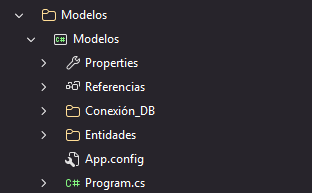 Modelos
C# Modelos
Properties
Referencias
Conexión_DB
Entidades
App.config
C# Program.cs